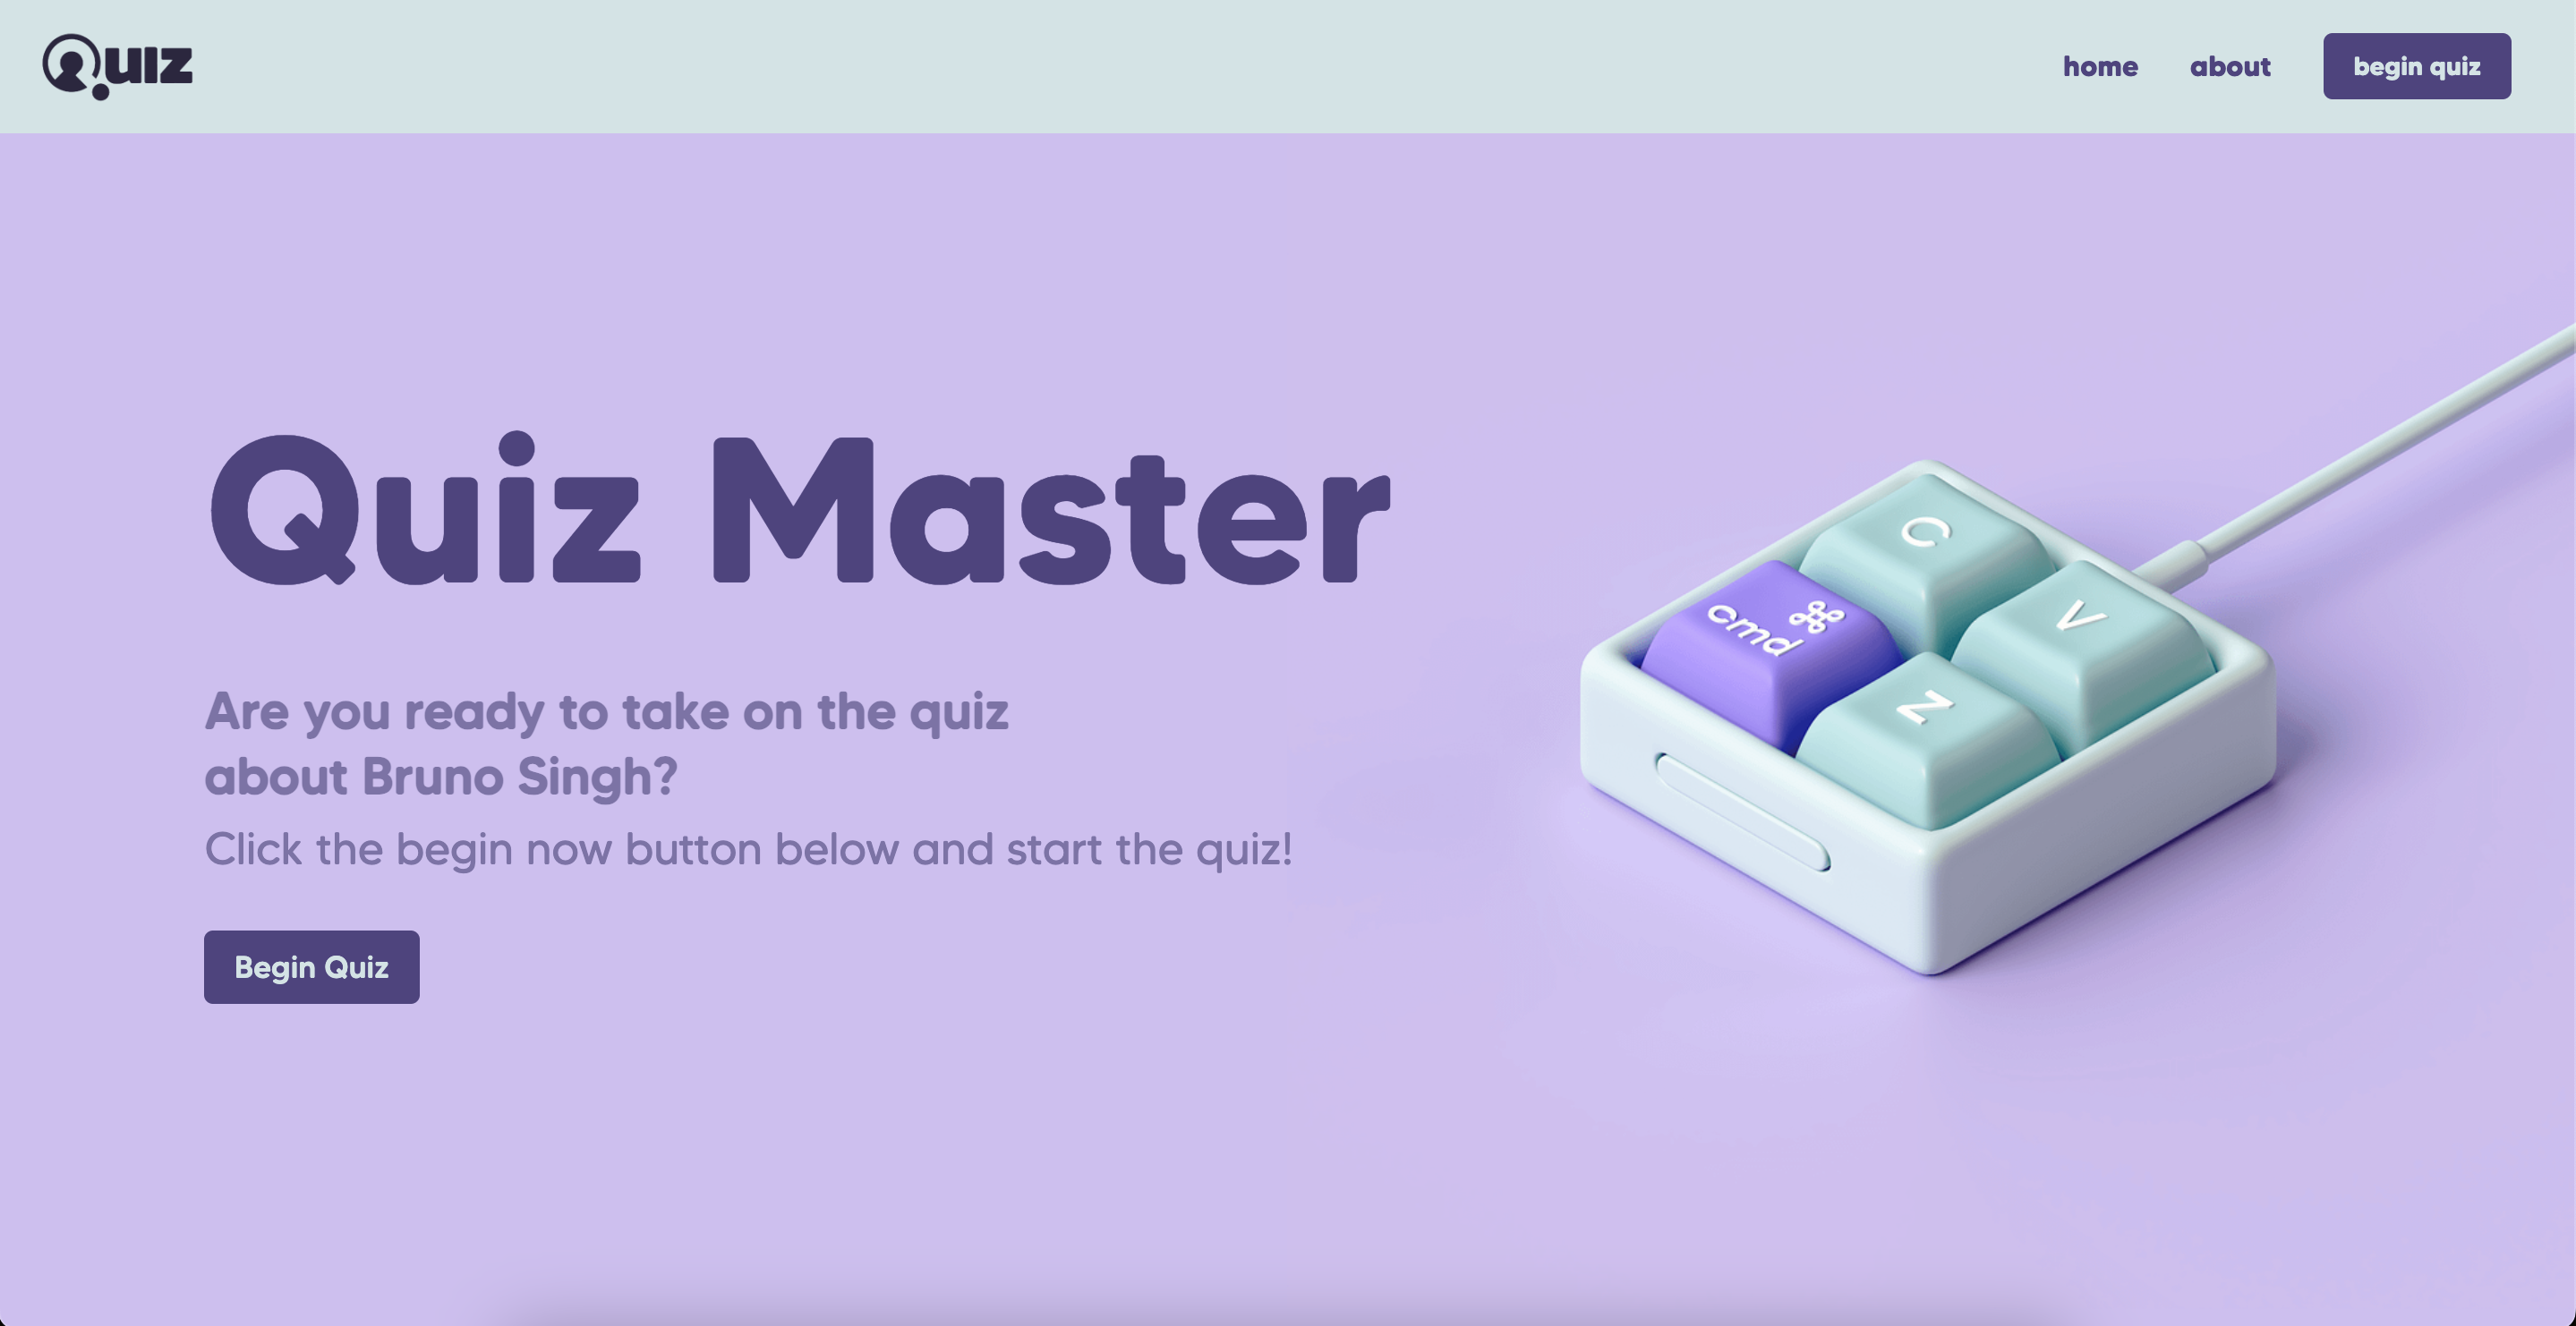 Quiz
home about begin quiz
Quiz Master
Are you ready to take on the quiz
about Bruno Singh?
Click the begin now button below and start the quiz!
Begin Quiz
C
cmd ⌘
V
Z